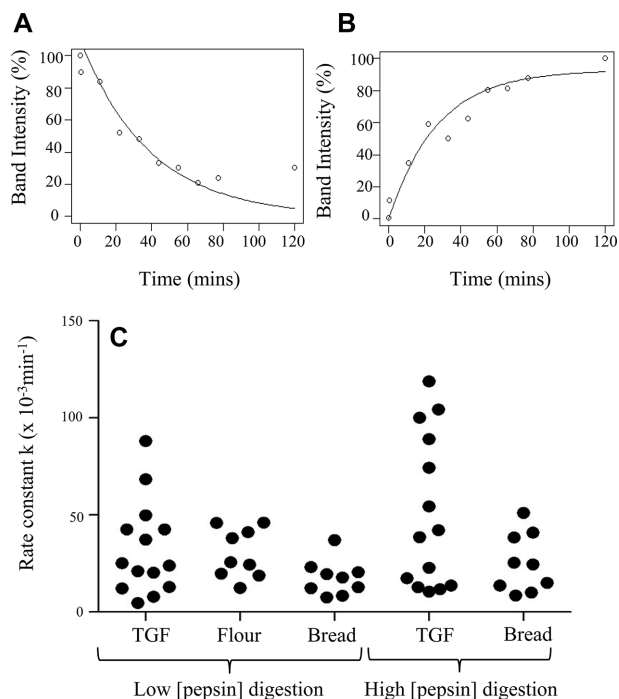 A
B
Band Intensity (%)
100
80
60
40
20
0
0 20 40 60 80 100 120
Time (mins)
Band Intensity (%)
100
80
60
40
20
0
0 20 40 60 80 100 120
Time (mins)
C
Rate constant k (x 10⁻³min⁻¹)
150
100
50
0
TGF Flour Bread TGF Bread
Low [pepsin] digestion High [pepsin] digestion